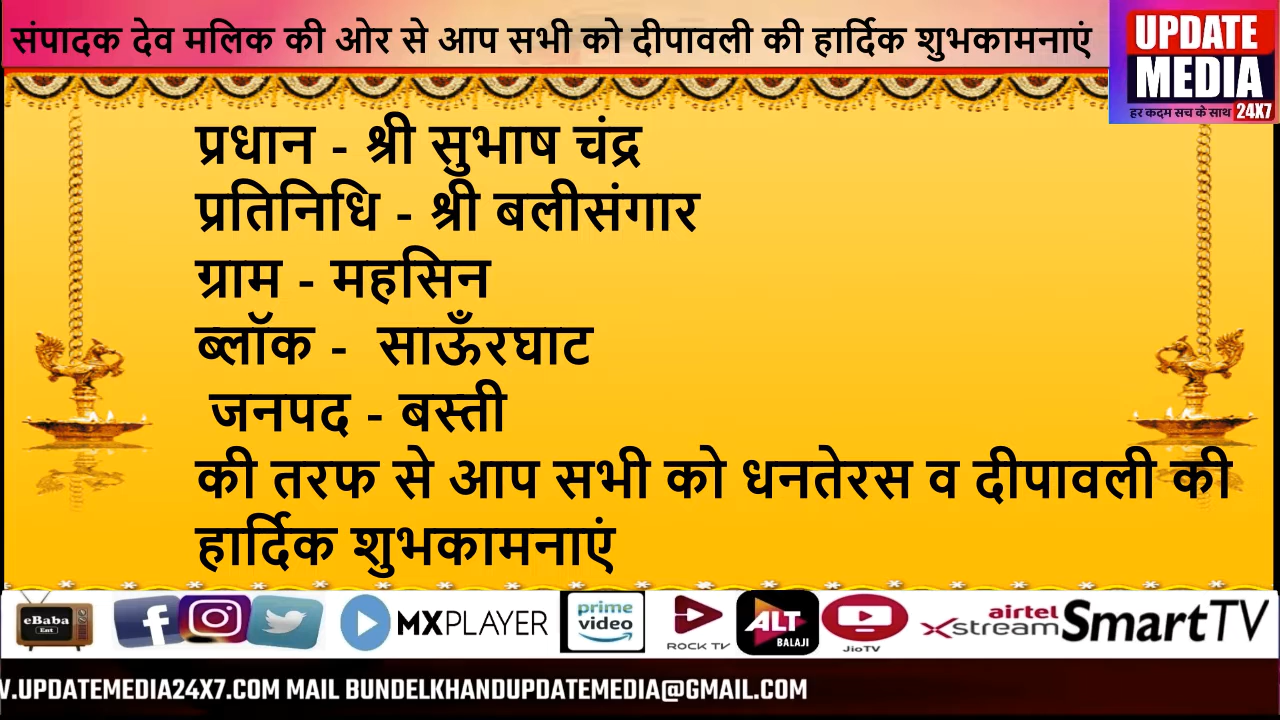 संपादक देव मलिक की ओर से आप सभी को दीपावली की हार्दिक शुभकामनाएं
UPDATE
MEDIA
हर कदम सच के साथ 24X7
प्रधान - श्री सुभाष चंद्र
प्रतिनिधि - श्री बलीसंगार
ग्राम - महसिन
ब्लॉक - साऊँरघाट
जनपद - बस्ती
की तरफ से आप सभी को धनतेरस व दीपावली की
हार्दिक शुभकामनाएं
eBaba
Ent
MXPLAYER
prime
video
ROCK TV
ALT
BALAJI
JioTV
airtel
Xstream
SmartTV
W.UPDATEMEDIA24X7.COM MAIL BUNDELKHANDUPDATEMEDIA@GMAIL.COM